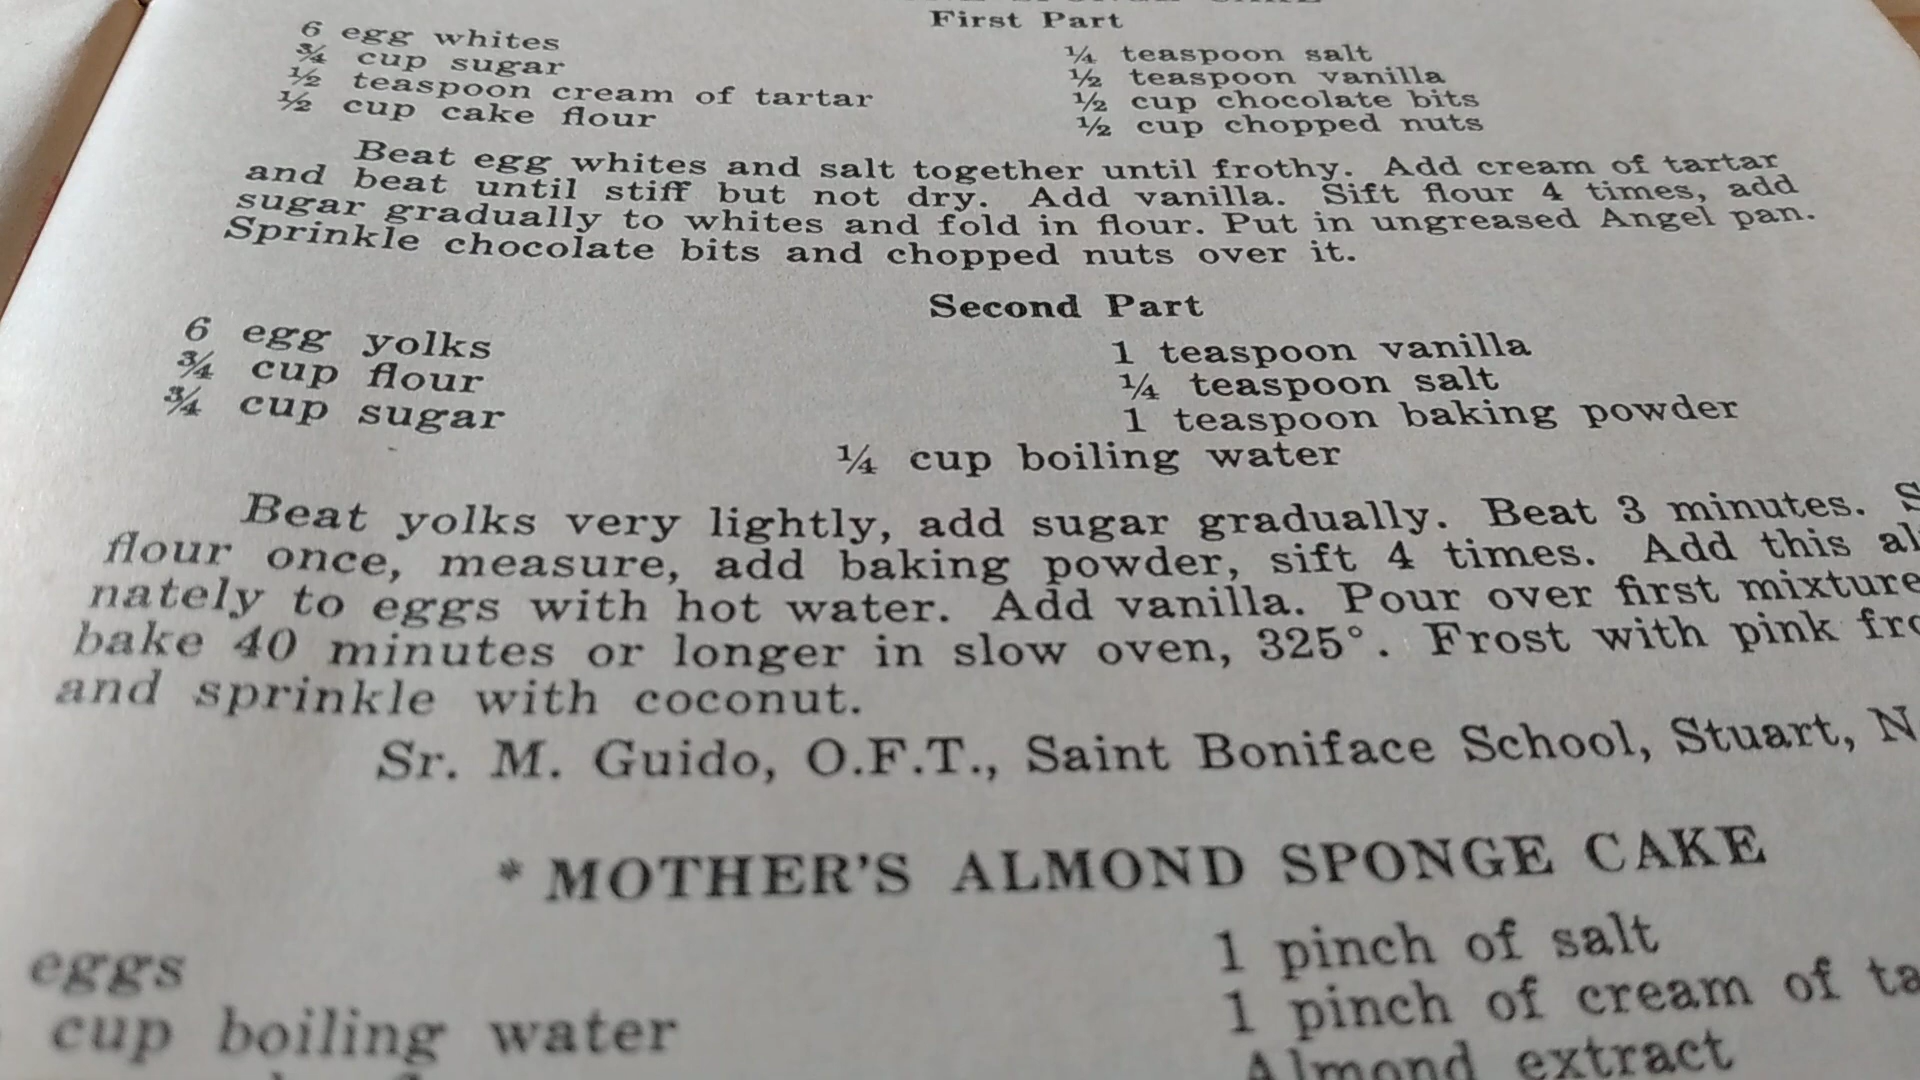 First Part
6 egg whites
¾ cup sugar
½ teaspoon cream of tartar
½ cup cake flour
¼ teaspoon salt
½ teaspoon vanilla
½ cup chocolate bits
½ cup chopped nuts
Beat egg whites and salt together until frothy. Add cream of tartar
and beat until stiff but not dry. Add vanilla. Sift flour 4 times, add
sugar gradually to whites and fold in flour. Put in ungreased Angel pan.
Sprinkle chocolate bits and chopped nuts over it.
Second Part
6 egg yolks
¾ cup flour
¾ cup sugar
1 teaspoon vanilla
¼ teaspoon salt
1 teaspoon baking powder
¼ cup boiling water
Beat yolks very lightly, add sugar gradually. Beat 3 minutes. S
flour once, measure, add baking powder, sift 4 times. Add this al
nately to eggs with hot water. Add vanilla. Pour over first mixture
bake 40 minutes or longer in slow oven, 325°. Frost with pink fro
and sprinkle with coconut.
Sr. M. Guido, O.F.T., Saint Boniface School, Stuart, N
*MOTHER'S ALMOND SPONGE CAKE
eggs
cup boiling water
1 pinch of salt
1 pinch of cream of ta
Almond extract